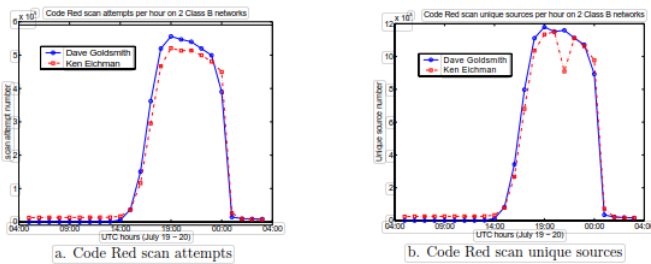 Code Red scan attempts per hour on 2 Class B networks
6
5
4
3
2
1
0
scan attempt number
Dave Goldsmith
Ken Eichman
04:00 09:00 14:00 19:00 00:00 04:00
UTC hours (July 19 - 20)
a. Code Red scan attempts
Code Red scan unique sources per hour on 2 Class B networks
12
10
8
6
4
2
0
Unique source number
Dave Goldsmith
Ken Eichman
04:00 09:00 14:00 19:00 00:00 04:00
UTC hours (July 19 - 20)
b. Code Red scan unique sources